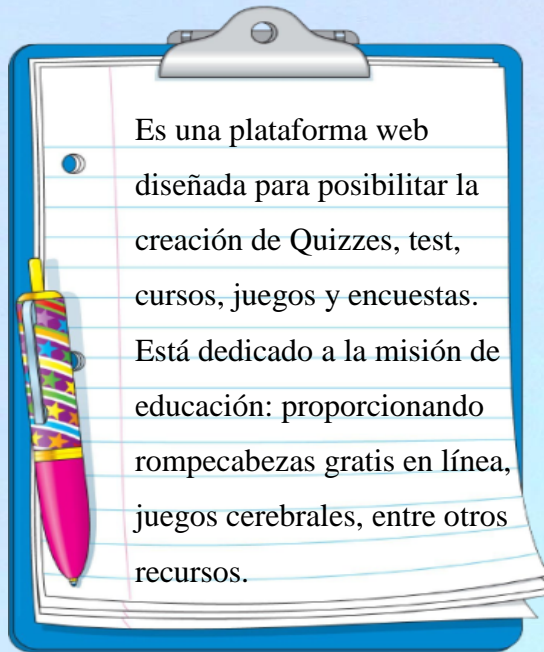 Es una plataforma web
diseñada para posibilitar la
creación de Quizzes, test,
cursos, juegos y encuestas.
Está dedicado a la misión de
educación: proporcionando
rompecabezas gratis en línea,
juegos cerebrales, entre otros
recursos.